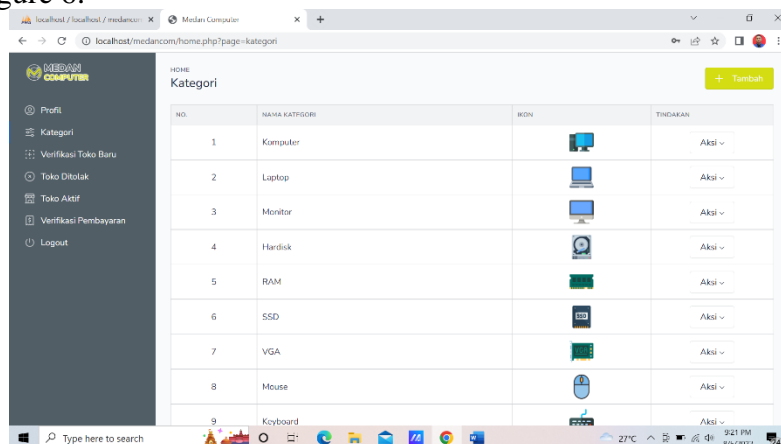 gure 6.
localhost / localhost / medancom
Medan Computer
localhost/medancom/home.php?page=kategori
MEDAN
COMPUTER
Profil
Kategori
Verifikasi Toko Baru
Toko Ditolak
Toko Aktif
Verifikasi Pembayaran
Logout
HOME
Kategori
+ Tambah
NO. NAMA KATEGORI IKON TINDAKAN
1 Komputer Aksi
2 Laptop Aksi
3 Monitor Aksi
4 Hardisk Aksi
5 RAM Aksi
6 SSD SSD Aksi
7 VGA Aksi
8 Mouse Aksi
9 Keyboard Aksi
Type here to search
27°C
9:21 PM